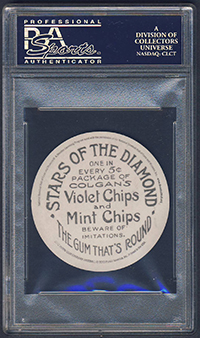 PROFESSIONAL
PSA
Sports
AUTHENTICATOR
A
DIVISION OF
COLLECTORS
UNIVERSE
NASDAQ: CLCT
STARS OF THE DIAMOND
ONE IN
EVERY 5¢
PACKAGE OF
COLGAN'S
Violet Chips
and
Mint Chips
BEWARE OF
IMITATIONS.
"THE GUM THAT'S ROUND"